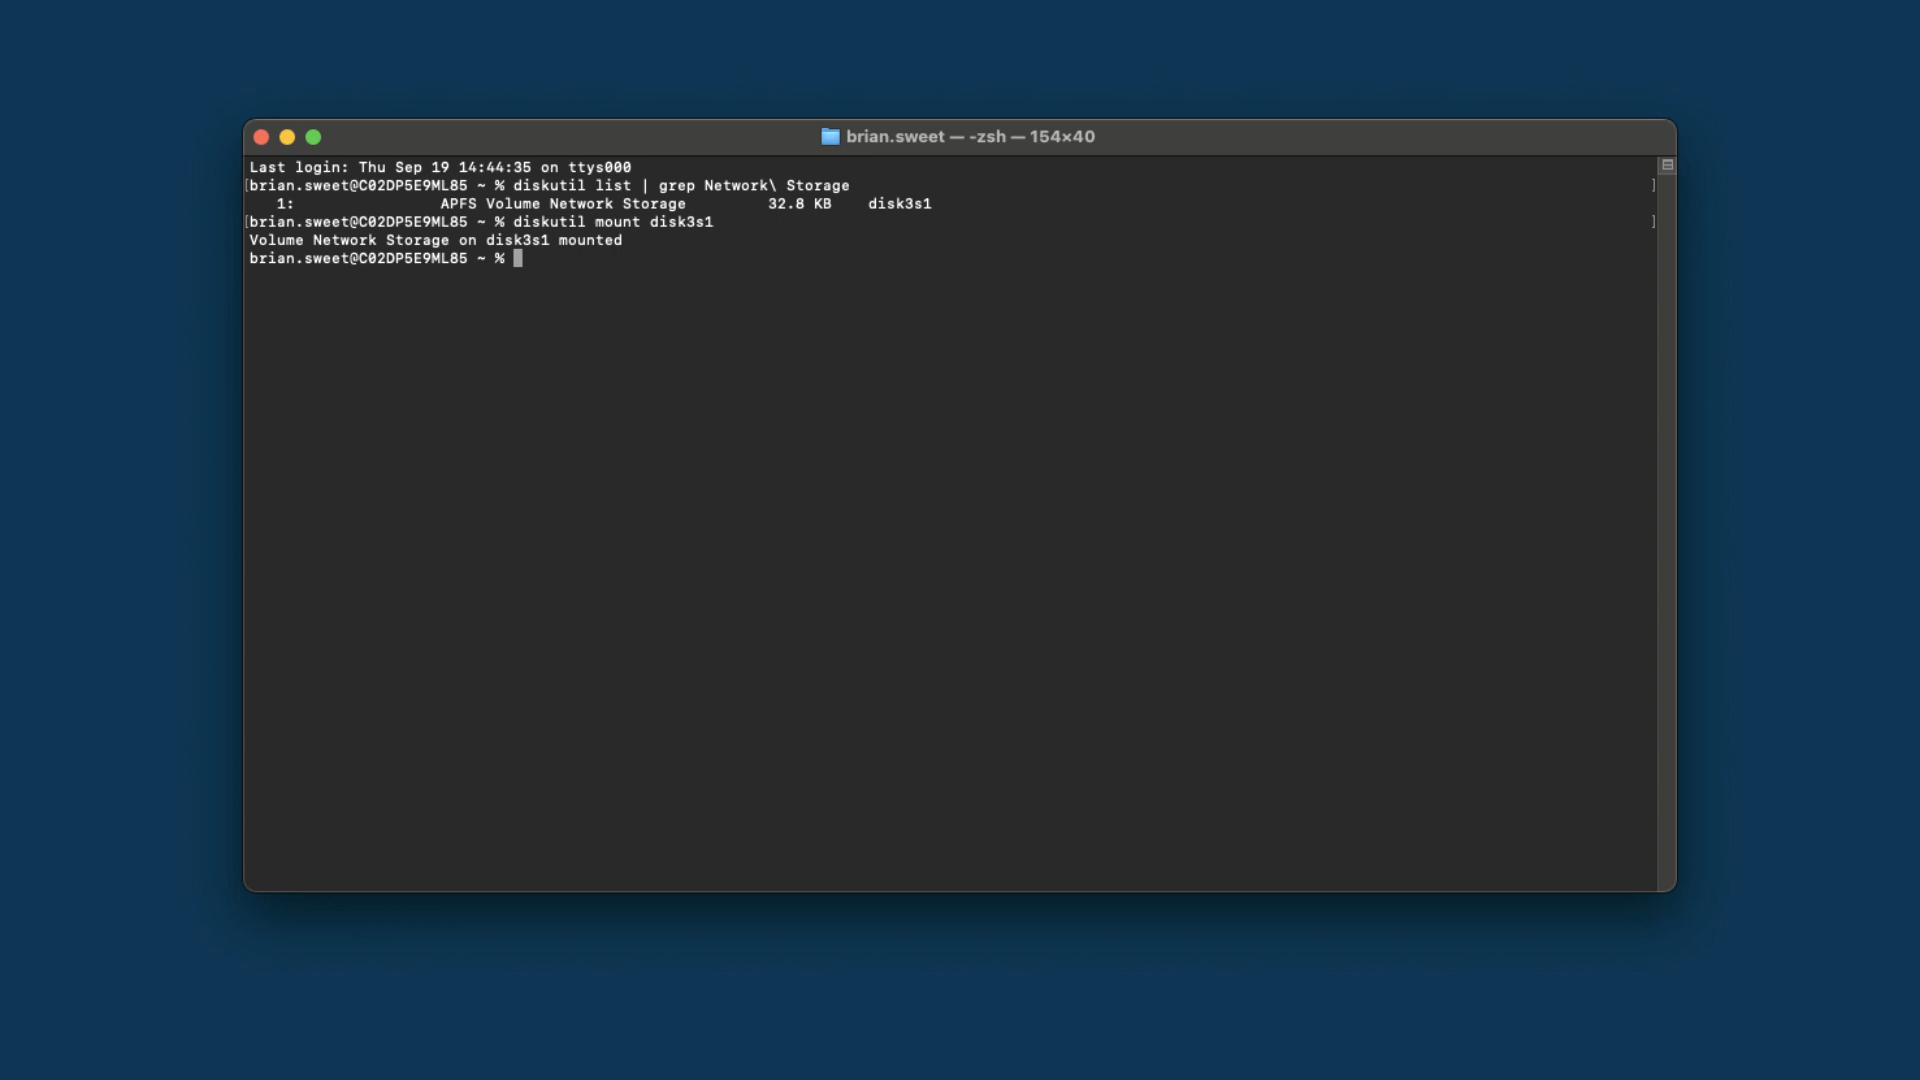 brian.sweet — -zsh — 154×40
Last login: Thu Sep 19 14:44:35 on ttys000
[brian.sweet@C02DP5E9ML85 ~ % diskutil list | grep Network\ Storage ]
1: APFS Volume Network Storage 32.8 KB disk3s1
[brian.sweet@C02DP5E9ML85 ~ % diskutil mount disk3s1 ]
Volume Network Storage on disk3s1 mounted
brian.sweet@C02DP5E9ML85 ~ %